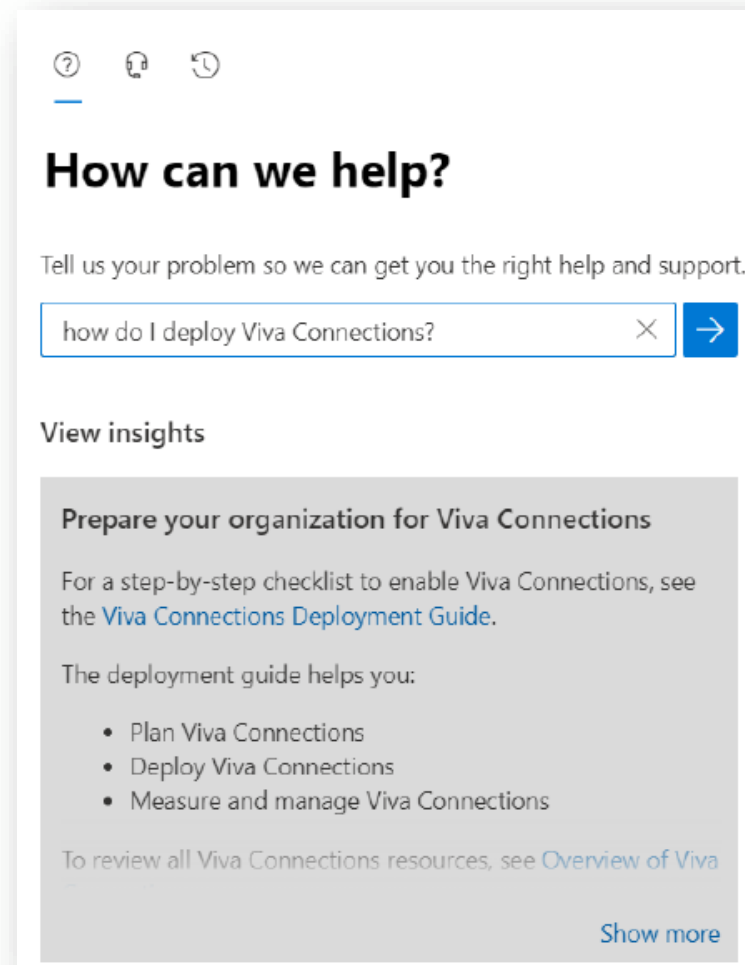 How can we help?
Tell us your problem so we can get you the right help and support.
how do I deploy Viva Connections?
View insights
Prepare your organization for Viva Connections
For a step-by-step checklist to enable Viva Connections, see
the Viva Connections Deployment Guide.
The deployment guide helps you:
• Plan Viva Connections
• Deploy Viva Connections
• Measure and manage Viva Connections
To review all Viva Connections resources, see Overview of Viva
Show more